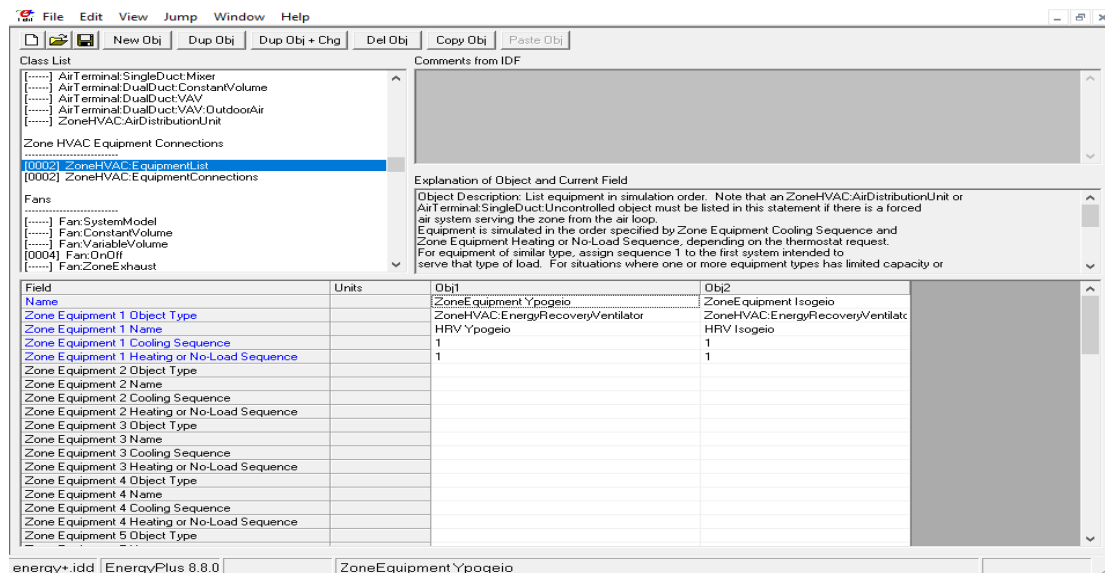 File Edit View Jump Window Help
New Obj Dup Obj Dup Obj + Chg Del Obj Copy Obj Paste Obj
Class List
[------] AirTerminal:SingleDuct:Mixer
[------] AirTerminal:DualDuct:ConstantVolume
[------] AirTerminal:DualDuct:VAV
[------] AirTerminal:DualDuct:VAV:OutdoorAir
[------] ZoneHVAC:AirDistributionUnit
Zone HVAC Equipment Connections
----------------------------
[0002] ZoneHVAC:EquipmentList
[0002] ZoneHVAC:EquipmentConnections
Fans
----------------------------
[------] Fan:SystemModel
[------] Fan:ConstantVolume
[------] Fan:VariableVolume
[0004] Fan:OnOff
[------] Fan:ZoneExhaust
Comments from IDF
Explanation of Object and Current Field
Object Description: List equipment in simulation order. Note that an ZoneHVAC:AirDistributionUnit or
AirTerminal:SingleDuct:Uncontrolled object must be listed in this statement if there is a forced
air system serving the zone from the air loop.
Equipment is simulated in the order specified by Zone Equipment Cooling Sequence and
Zone Equipment Heating or No-Load Sequence, depending on the thermostat request.
For equipment of similar type, assign sequence 1 to the first system intended to
serve that type of load. For situations where one or more equipment types has limited capacity or
Field Units Obj1 Obj2
Name ZoneEquipment Ypogeio ZoneEquipment Isogeio
Zone Equipment 1 Object Type ZoneHVAC:EnergyRecoveryVentilator ZoneHVAC:EnergyRecoveryVentilatc
Zone Equipment 1 Name HRV Ypogeio HRV Isogeio
Zone Equipment 1 Cooling Sequence 1 1
Zone Equipment 1 Heating or No-Load Sequence 1 1
Zone Equipment 2 Object Type
Zone Equipment 2 Name
Zone Equipment 2 Cooling Sequence
Zone Equipment 2 Heating or No-Load Sequence
Zone Equipment 3 Object Type
Zone Equipment 3 Name
Zone Equipment 3 Cooling Sequence
Zone Equipment 3 Heating or No-Load Sequence
Zone Equipment 4 Object Type
Zone Equipment 4 Name
Zone Equipment 4 Cooling Sequence
Zone Equipment 4 Heating or No-Load Sequence
Zone Equipment 5 Object Type
energy+.idd EnergyPlus 8.8.0 ZoneEquipment Ypogeio